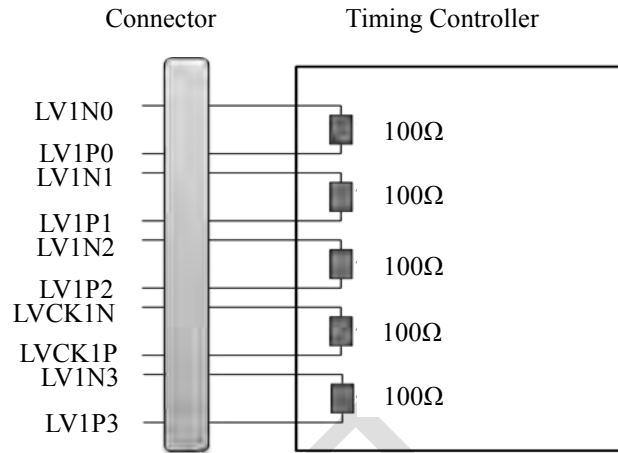 Connector Timing Controller
LV1N0
100Ω
LV1P0
LV1N1
100Ω
LV1P1
LV1N2
100Ω
LV1P2
LVCK1N
100Ω
LVCK1P
LV1N3
100Ω
LV1P3